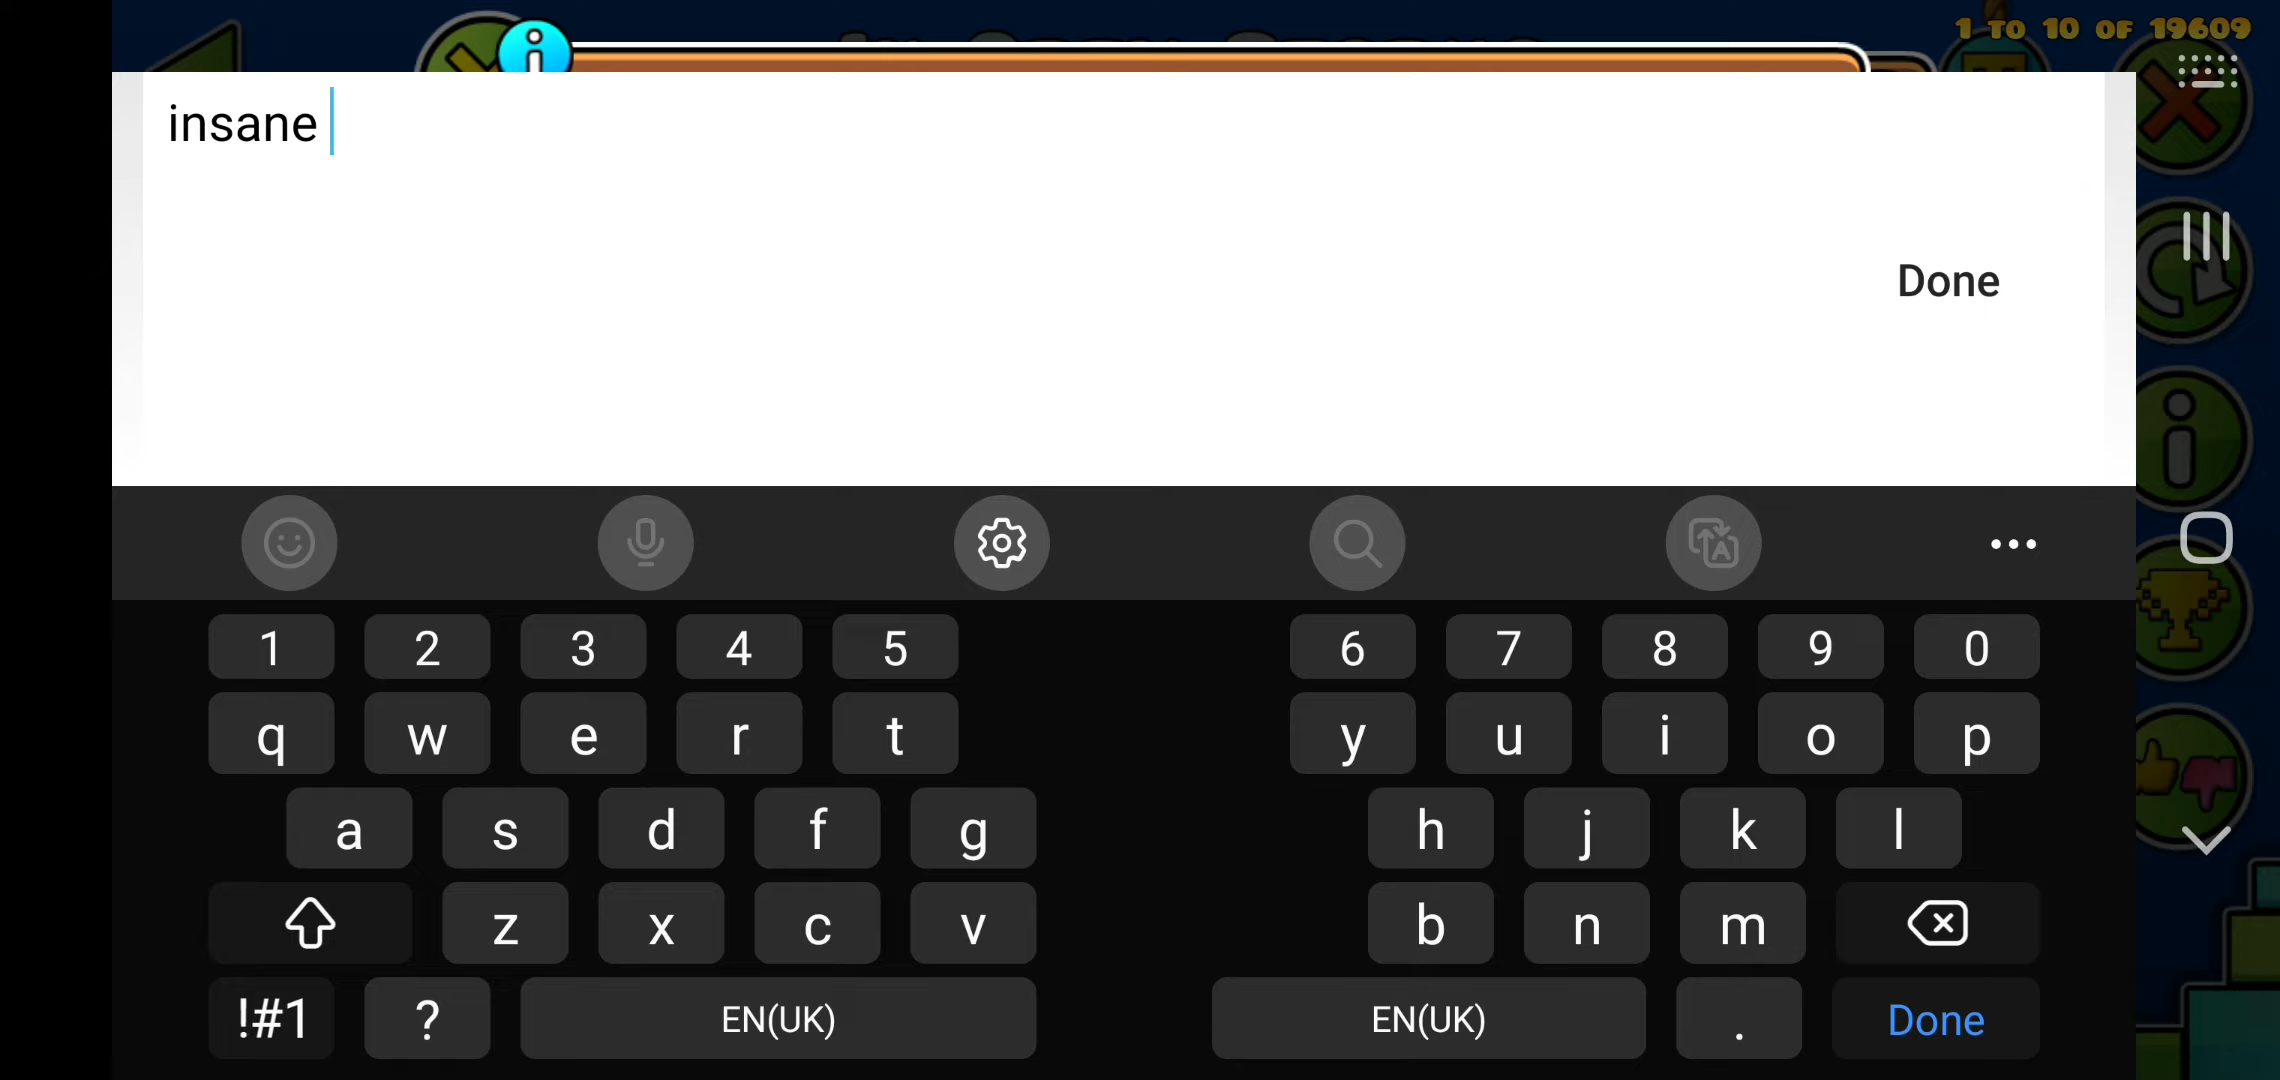 1 TO 10 OF 19609
insane
Done
1 2 3 4 5 6 7 8 9 0
q w e r t y u i o p
a s d f g h j k l
z x c v b n m
!#1 ? EN(UK) EN(UK) . Done